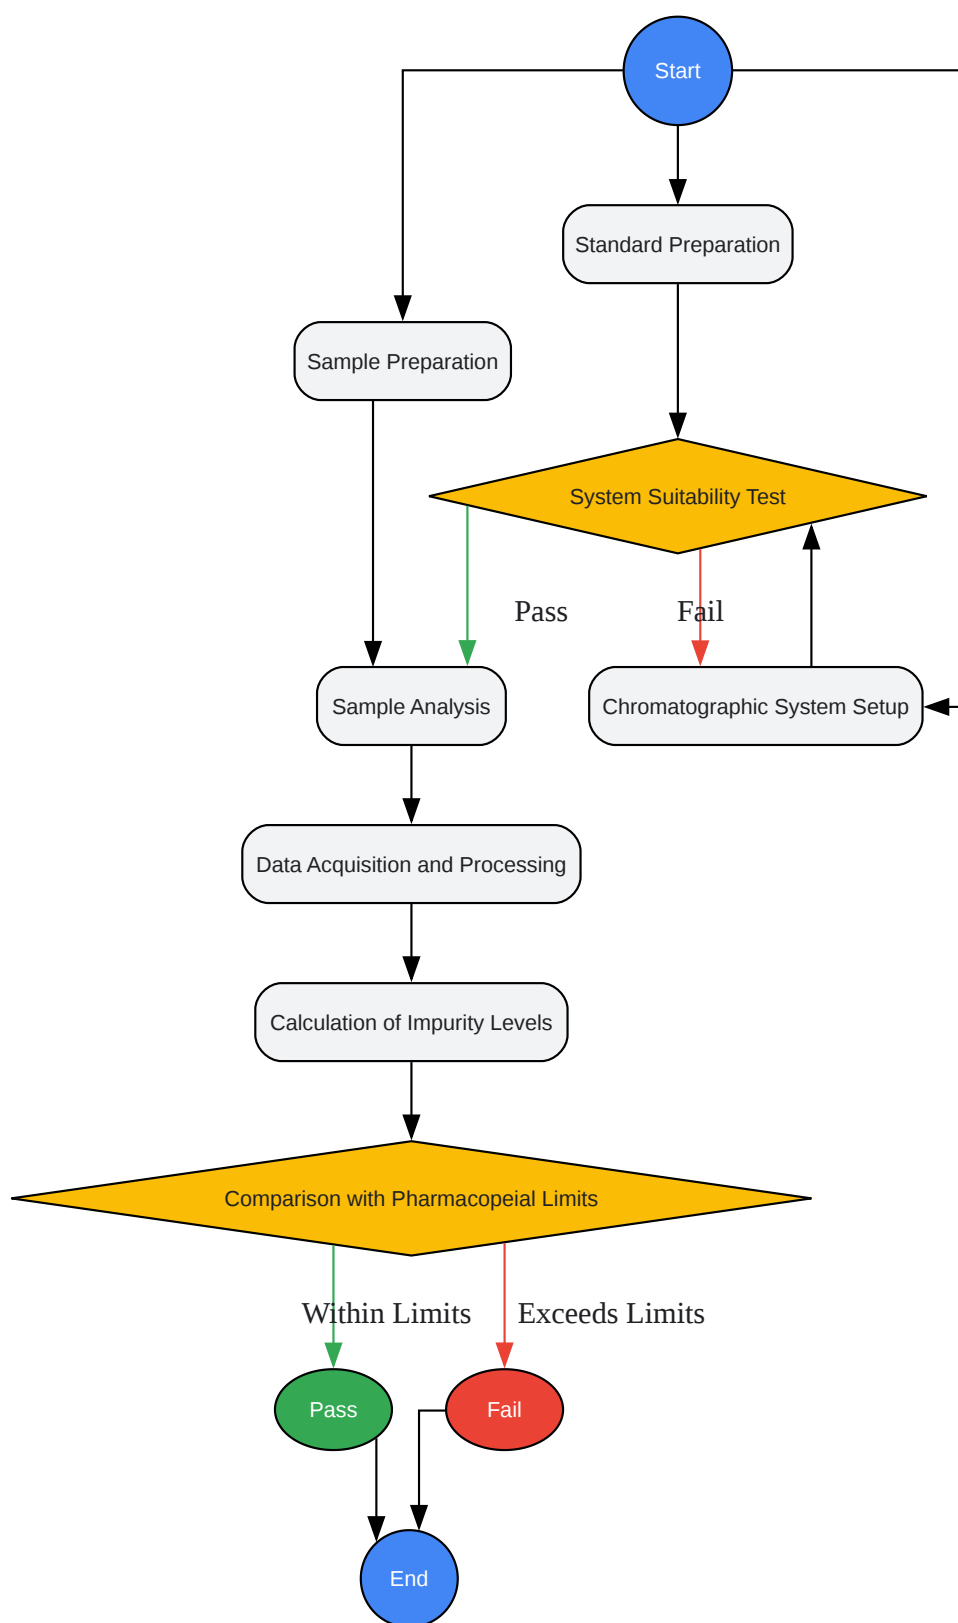 Start
Standard Preparation
Sample Preparation
System Suitability Test
Pass
Fail
Sample Analysis
Chromatographic System Setup
Data Acquisition and Processing
Calculation of Impurity Levels
Comparison with Pharmacopeial Limits
Within Limits
Exceeds Limits
Pass
Fail
End